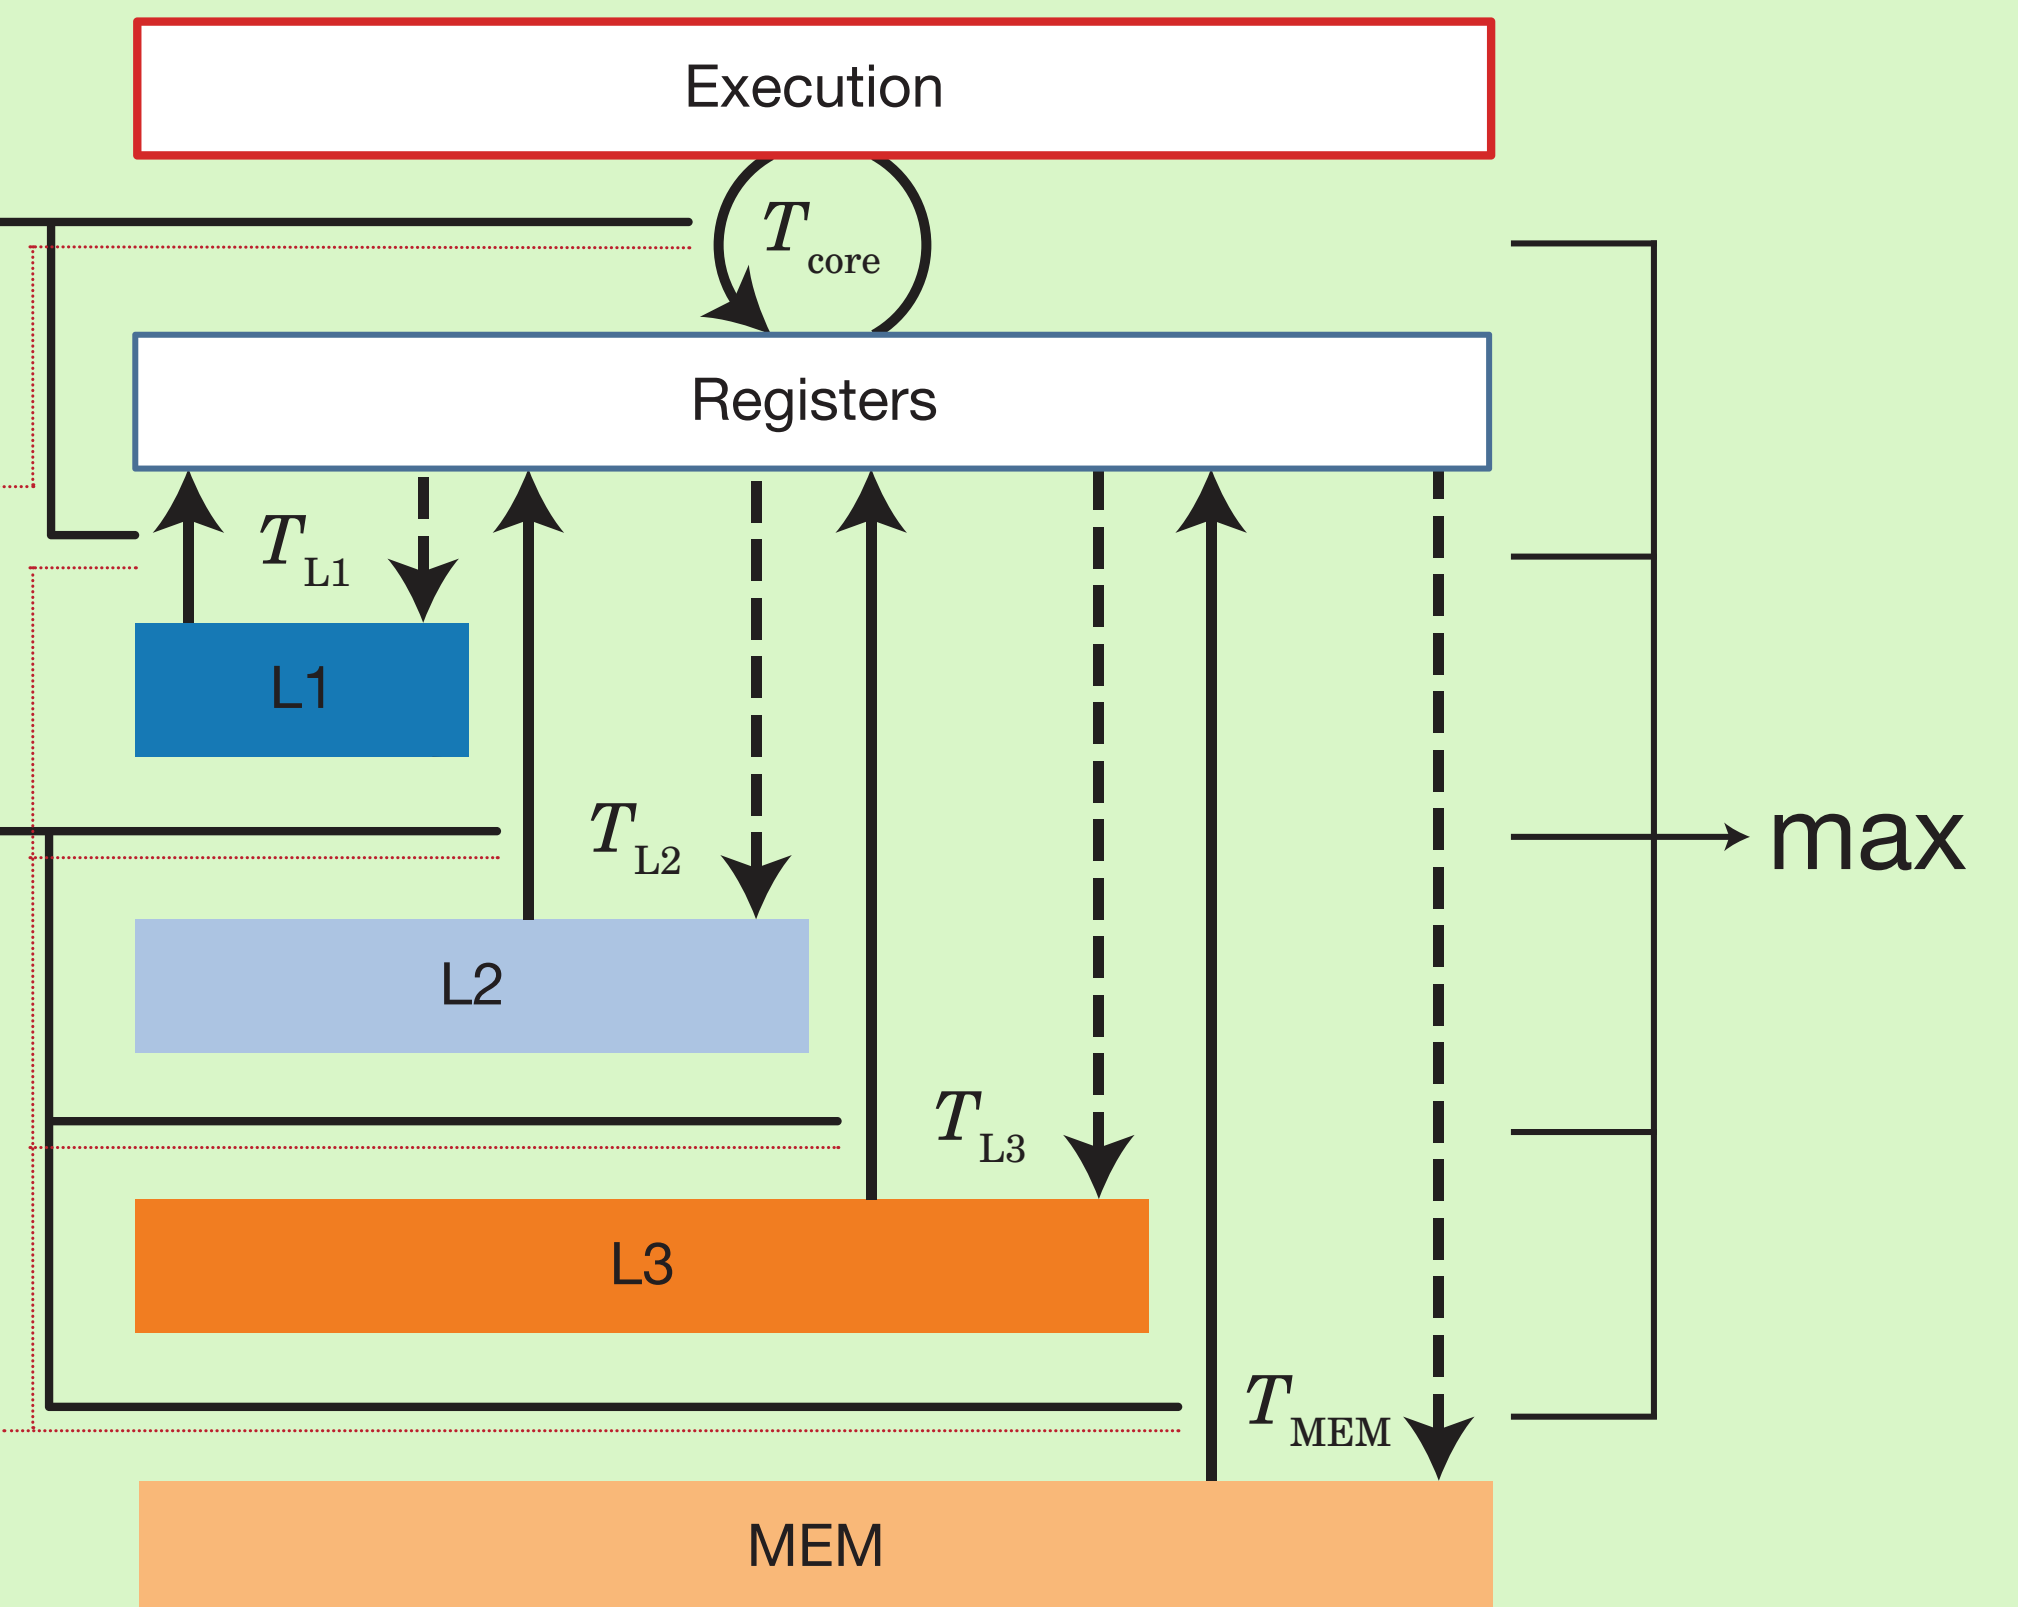 Execution
T core
Registers
T L1
L1
T L2
max
L2
T L3
L3
T MEM
MEM